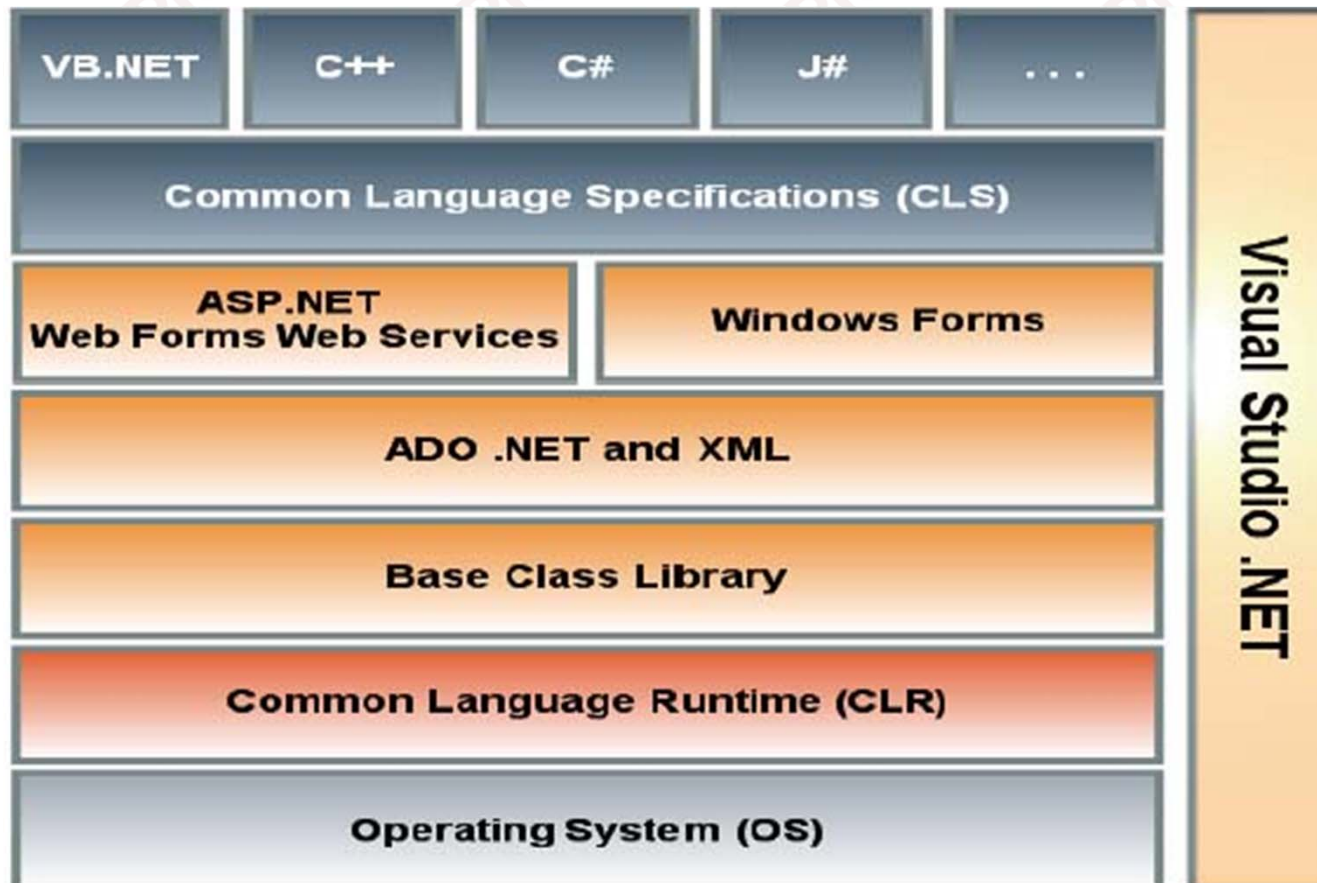 VB.NET
C++
C#
J#
. . .
Common Language Specifications (CLS)
ASP.NET
Web Forms Web Services
Windows Forms
ADO .NET and XML
Base Class Library
Common Language Runtime (CLR)
Operating System (OS)
Visual Studio .NET